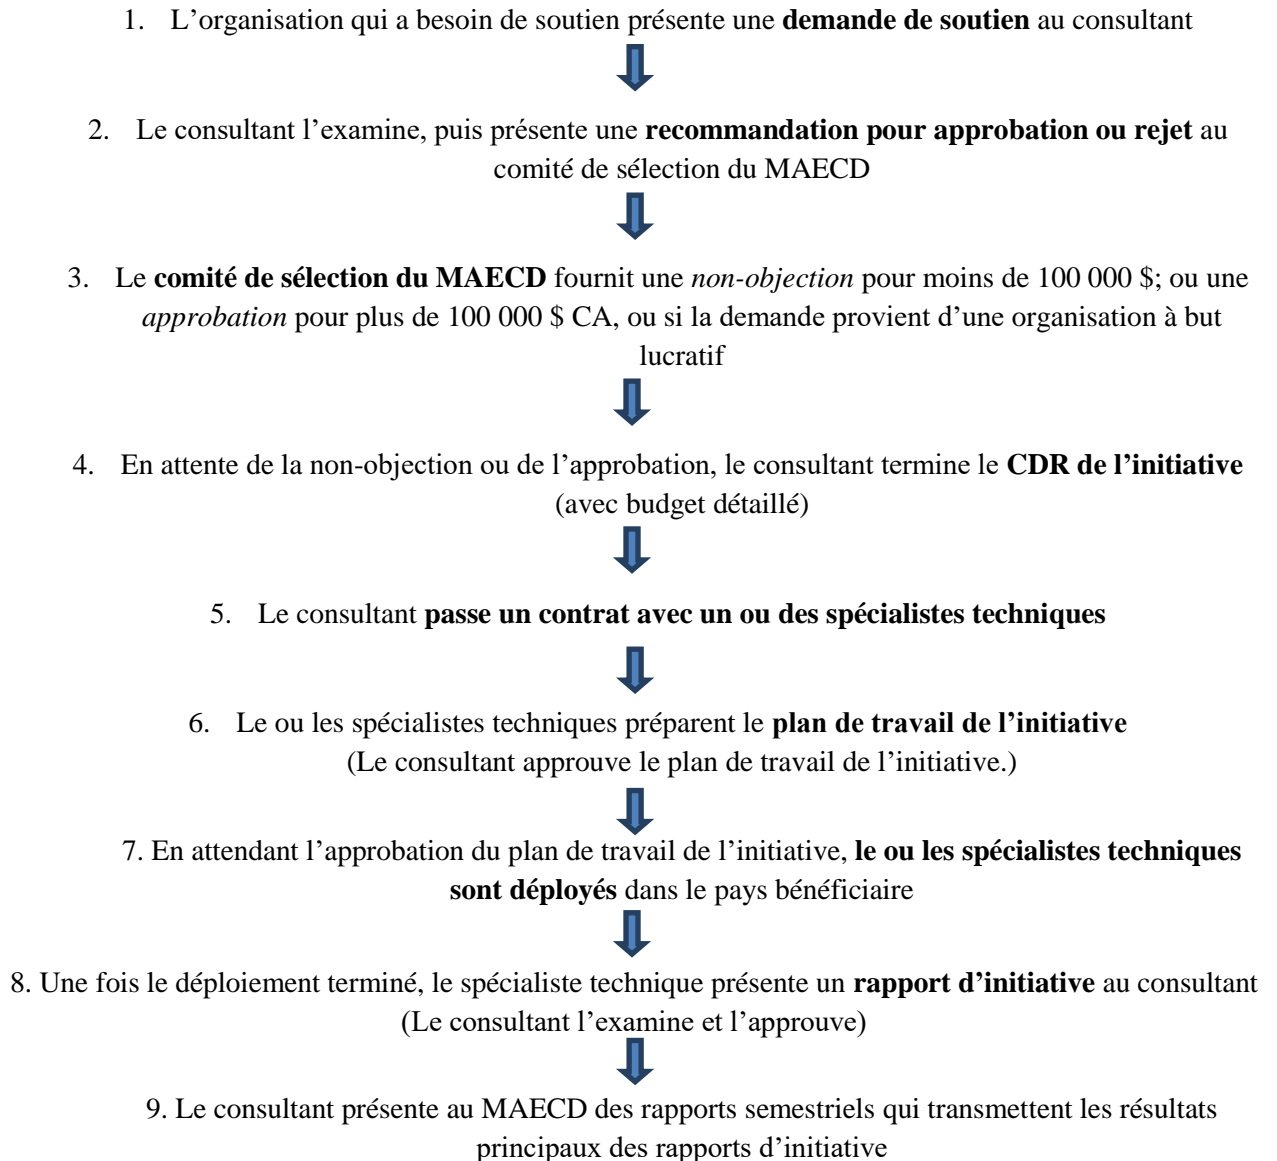 1. L’organisation qui a besoin de soutien présente une demande de soutien au consultant
2. Le consultant l’examine, puis présente une recommandation pour approbation ou rejet au
comité de sélection du MAECD
3. Le comité de sélection du MAECD fournit une non-objection pour moins de 100 000 $; ou une
approbation pour plus de 100 000 $ CA, ou si la demande provient d’une organisation à but
lucratif
4. En attente de la non-objection ou de l’approbation, le consultant termine le CDR de l’initiative
(avec budget détaillé)
5. Le consultant passe un contrat avec un ou des spécialistes techniques
6. Le ou les spécialistes techniques préparent le plan de travail de l’initiative
(Le consultant approuve le plan de travail de l’initiative.)
7. En attendant l’approbation du plan de travail de l’initiative, le ou les spécialistes techniques
sont déployés dans le pays bénéficiaire
8. Une fois le déploiement terminé, le spécialiste technique présente un rapport d’initiative au consultant
(Le consultant l’examine et l’approuve)
9. Le consultant présente au MAECD des rapports semestriels qui transmettent les résultats
principaux des rapports d’initiative